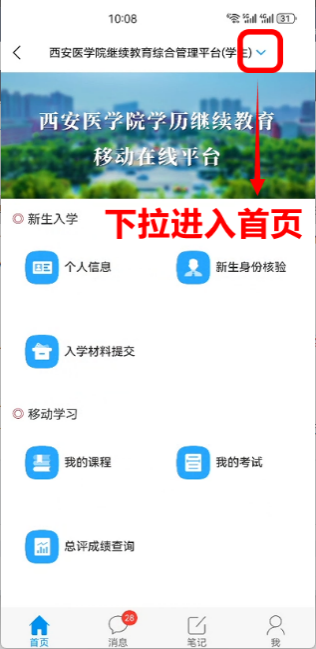 10:08
31
西安医学院继续教育综合管理平台(学生)
西安医学院学历继续教育
移动在线平台
新生入学
下拉进入首页
个人信息
新生身份核验
入学材料提交
移动学习
我的课程
我的考试
总评成绩查询
28
首页
消息
笔记
我